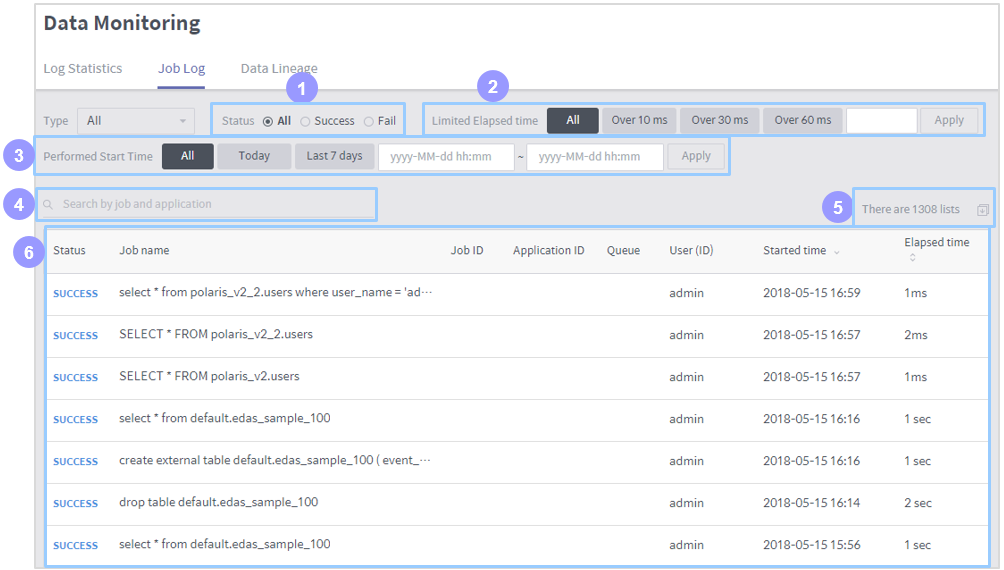 Data Monitoring
Log Statistics Job Log Data Lineage
1 2
Type All Status All Success Fail Limited Elapsed time All Over 10 ms Over 30 ms Over 60 ms Apply
3 Performed Start Time All Today Last 7 days yyyy-MM-dd hh:mm ~ yyyy-MM-dd hh:mm Apply
4 Search by job and application 5 There are 1308 lists
6 Status Job name Job ID Application ID Queue User (ID) Started time Elapsed time
SUCCESS select * from polaris_v2_2.users where user_name = 'ad··· admin 2018-05-15 16:59 1ms
SUCCESS SELECT * FROM polaris_v2_2.users admin 2018-05-15 16:57 2ms
SUCCESS SELECT * FROM polaris_v2.users admin 2018-05-15 16:57 1ms
SUCCESS select * from default.edas_sample_100 admin 2018-05-15 16:16 1 sec
SUCCESS create external table default.edas_sample_100 ( event_··· admin 2018-05-15 16:16 1 sec
SUCCESS drop table default.edas_sample_100 admin 2018-05-15 16:14 2 sec
SUCCESS select * from default.edas_sample_100 admin 2018-05-15 15:56 1 sec